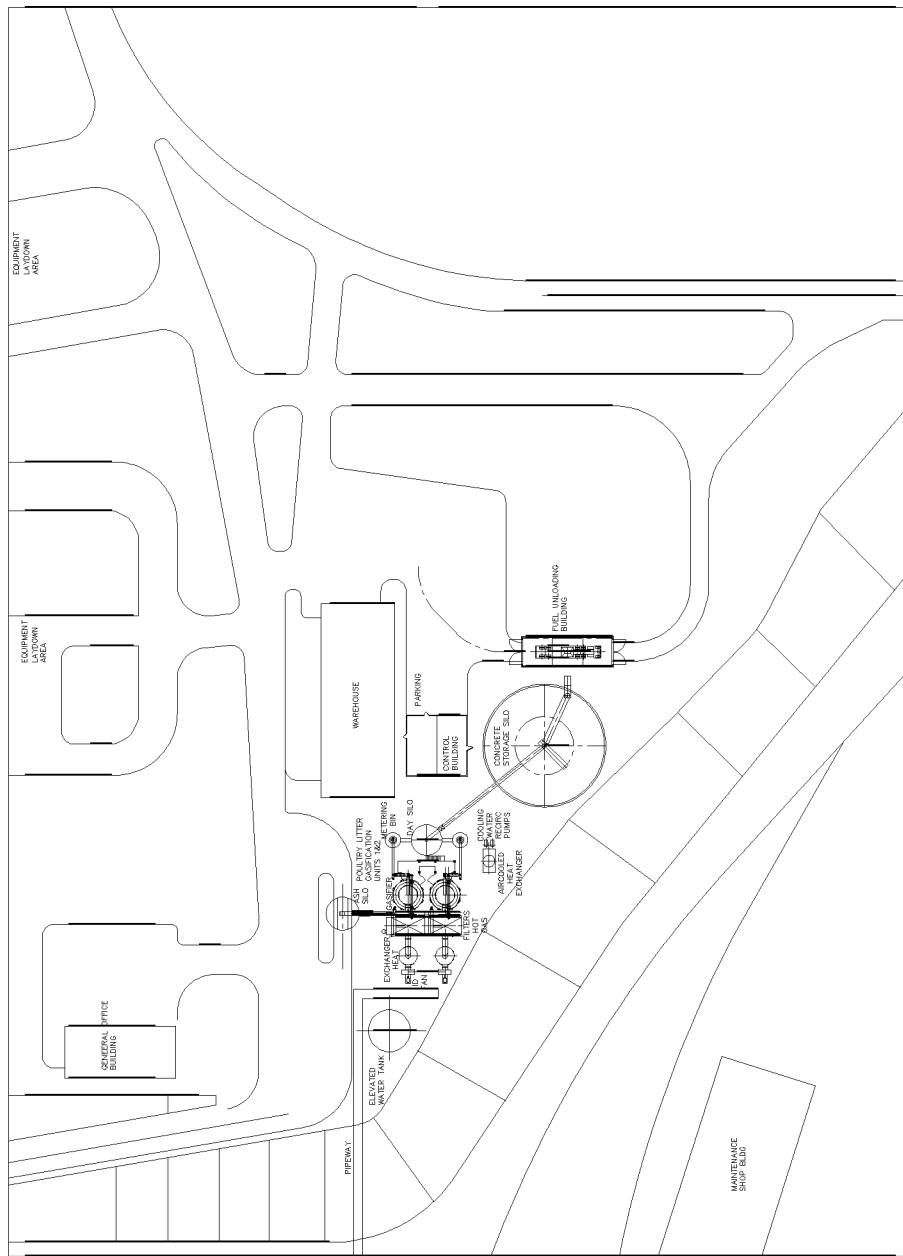 EQUIPMENT
LAYDOWN
AREA
EQUIPMENT
LAYDOWN
AREA
FUEL UNLOADING
BUILDING
WAREHOUSE
PARKING
CONTROL
BUILDING
CONCRETE
STORAGE SILO
DAY SILO
METERING
BIN
COOLING
WATER
RECIRC
PUMPS
AIRCOOLED
HEAT
EXCHANGER
POULTRY LITTER
GASIFICATION
UNITS 1&2
ASH
SILO
GASIFIER
HOT
GAS
FILTERS
HEAT
EXCHANGER
ID
FAN
OFFICE
GENEERAL
BUILDING
ELEVATED
WATER TANK
PIPEWAY
MAINTENANCE
SHOP BLDG